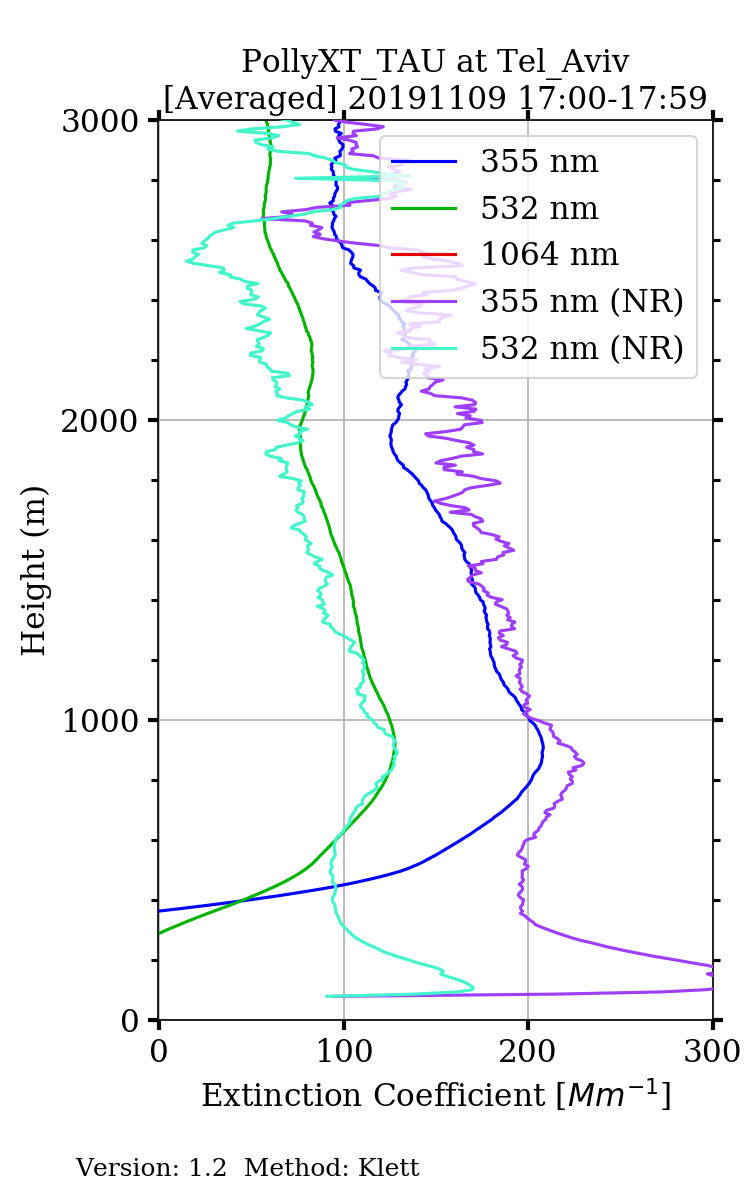 PollyXT_TAU at Tel_Aviv
[Averaged] 20191109 17:00-17:59
3000
2000
1000
0
Height (m)
355 nm
532 nm
1064 nm
355 nm (NR)
532 nm (NR)
0 100 200 300
Extinction Coefficient [Mm⁻¹]
Version: 1.2 Method: Klett